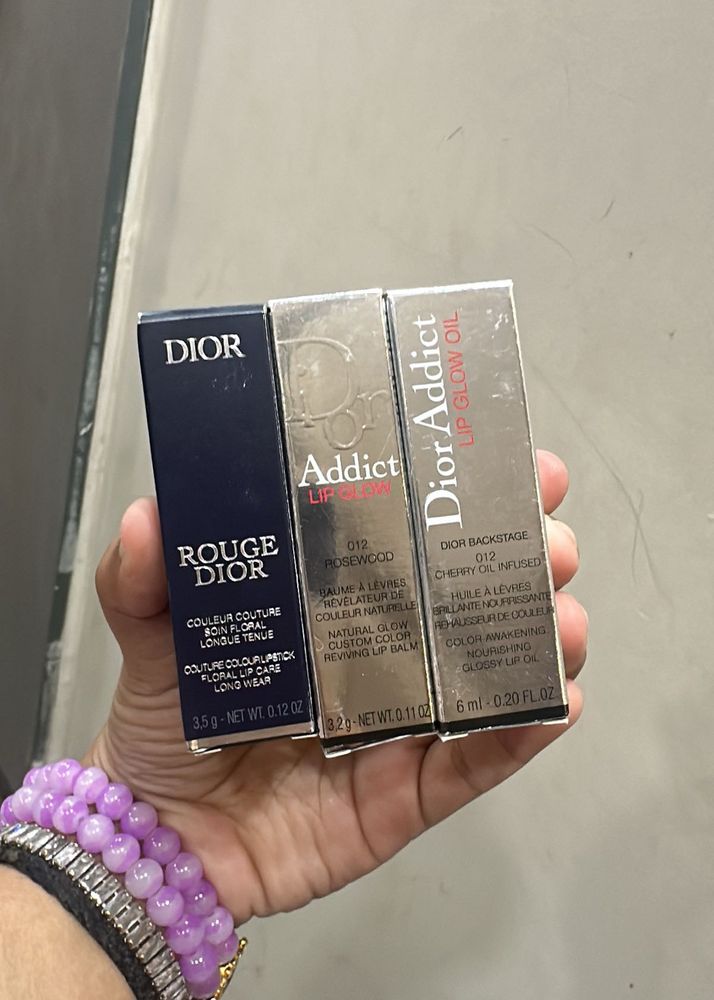 DIOR
ROUGE
DIOR
COULEUR COUTURE
SOIN FLORAL
LONGUE TENUE
COUTURE COLOUR LIPSTICK
FLORAL LIP CARE
LONG WEAR
3,5 g - NET WT. 0.12 OZ
Dior
Addict
LIP GLOW
012
ROSEWOOD
BAUME À LÈVRES
RÉVÉLATEUR DE
COULEUR NATURELLE
NATURAL GLOW
CUSTOM COLOR
REVIVING LIP BALM
3,2 g - NET WT. 0.11 OZ
Dior Addict
LIP GLOW OIL
DIOR BACKSTAGE
012
CHERRY OIL INFUSED
HUILE À LÈVRES
BRILLANTE NOURRISSANTE
REHAUSSEUR DE COULEUR
COLOR AWAKENING
NOURISHING
GLOSSY LIP OIL
6 ml - 0.20 FL.OZ